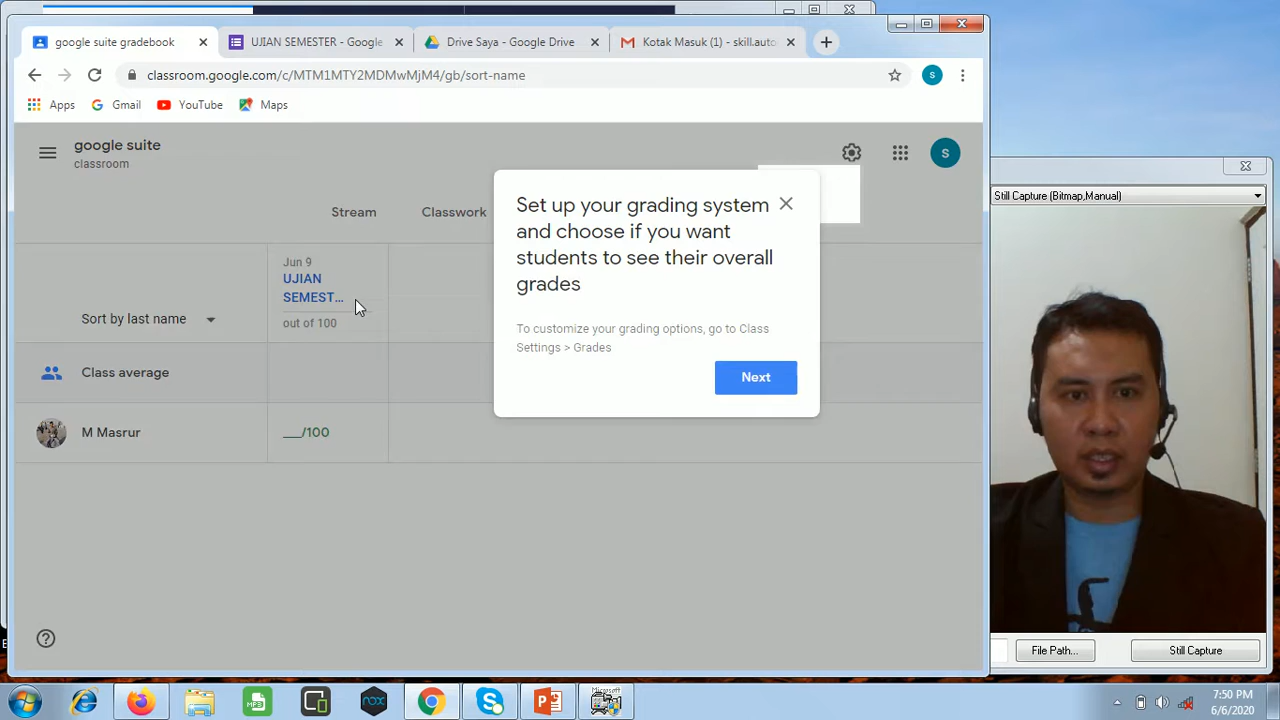 google suite gradebook
UJIAN SEMESTER - Google
Drive Saya - Google Drive
Kotak Masuk (1) - skill.auto
classroom.google.com/c/MTM1MTY2MDMwMjM4/gb/sort-name
s
Apps
Gmail
YouTube
Maps
google suite
classroom
s
Stream
Classwork
Set up your grading system
and choose if you want
students to see their overall
grades
To customize your grading options, go to Class
Settings > Grades
Next
Jun 9
UJIAN
SEMEST...
out of 100
Sort by last name
Class average
M Masrur
__/100
Still Capture (Bitmap,Manual)
File Path...
Still Capture
MP3
nox
Microsoft
7:50 PM
6/6/2020